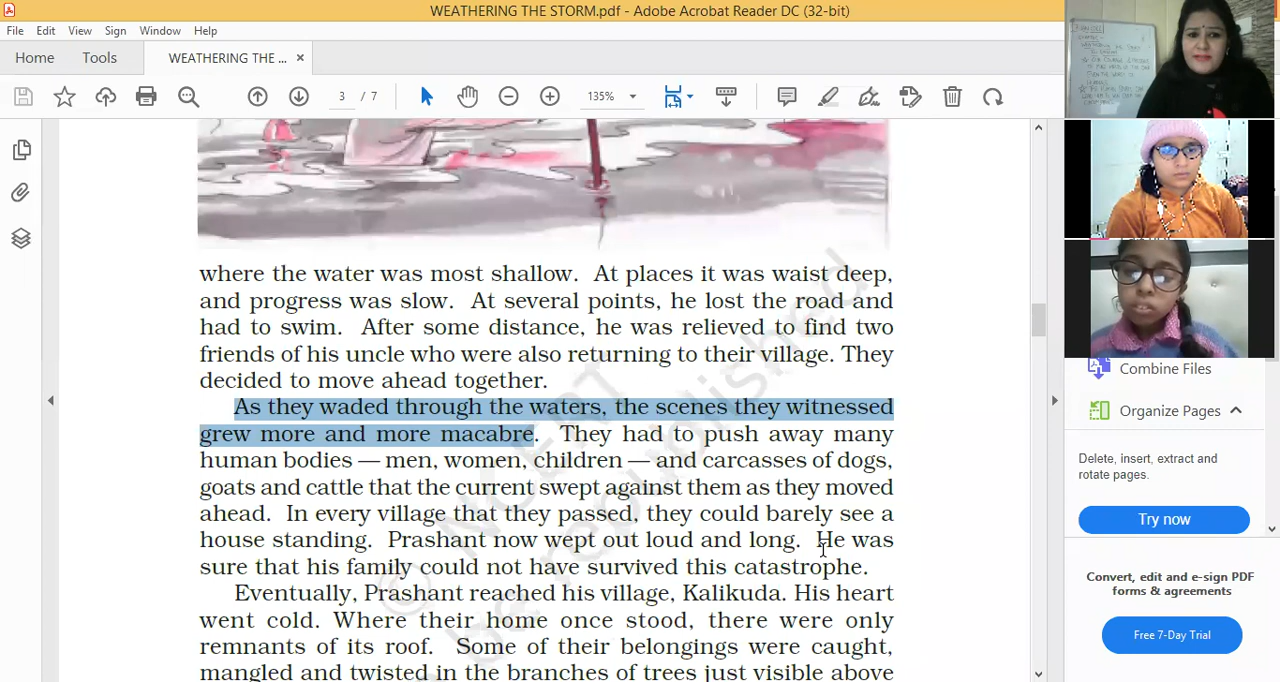 WEATHERING THE STORM.pdf - Adobe Acrobat Reader DC (32-bit)
File Edit View Sign Window Help
Home Tools WEATHERING THE ... ×
3 / 7 135%
where the water was most shallow. At places it was waist deep,
and progress was slow. At several points, he lost the road and
had to swim. After some distance, he was relieved to find two
friends of his uncle who were also returning to their village. They
decided to move ahead together.
As they waded through the waters, the scenes they witnessed
grew more and more macabre. They had to push away many
human bodies — men, women, children — and carcasses of dogs,
goats and cattle that the current swept against them as they moved
ahead. In every village that they passed, they could barely see a
house standing. Prashant now wept out loud and long. He was
sure that his family could not have survived this catastrophe.
Eventually, Prashant reached his village, Kalikuda. His heart
went cold. Where their home once stood, there were only
remnants of its roof. Some of their belongings were caught,
mangled and twisted in the branches of trees just visible above
© NCERT
be republished
Combine Files
Organize Pages
Delete, insert, extract and
rotate pages.
Try now
Convert, edit and e-sign PDF
forms & agreements
Free 7-Day Trial